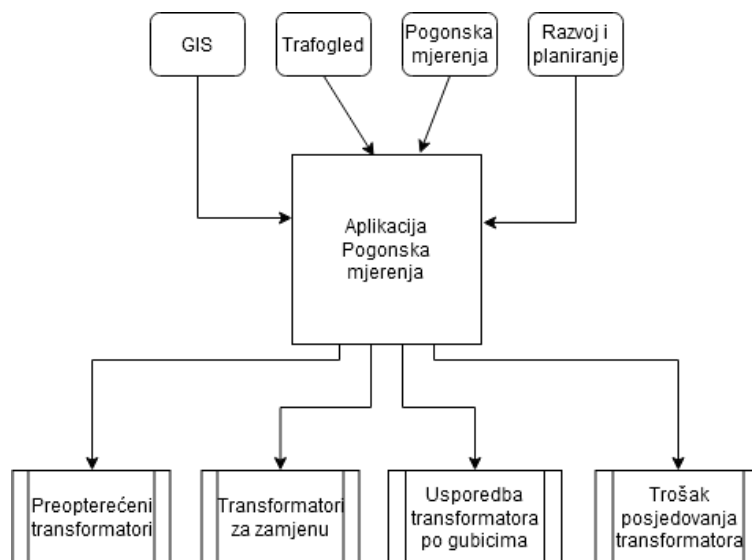 GIS
Trafogled
Pogonska
mjerenja
Razvoj i
planiranje
Aplikacija
Pogonska
mjerenja
Preopterećeni
transformatori
Transformatori
za zamjenu
Usporedba
transformatora
po gubicima
Trošak
posjedovanja
transformatora